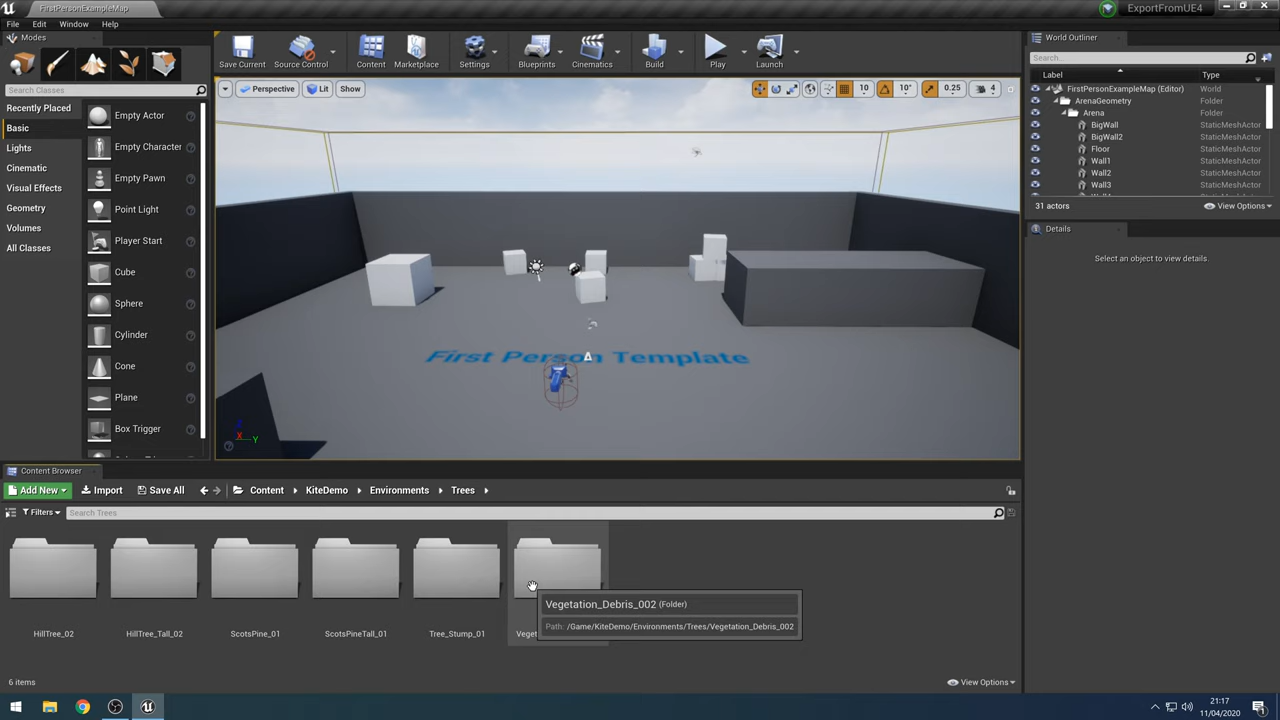 FirstPersonExampleMap
ExportFromUE4
File Edit Window Help
Modes
Search Classes
Recently Placed
Basic
Lights
Cinematic
Visual Effects
Geometry
Volumes
All Classes
Empty Actor
Empty Character
Empty Pawn
Point Light
Player Start
Cube
Sphere
Cylinder
Cone
Plane
Box Trigger
Save Current
Source Control
Content
Marketplace
Settings
Blueprints
Cinematics
Build
Play
Launch
Perspective
Lit
Show
10
10°
0.25
4
First Person Template
X
Y
World Outliner
Search...
Label Type
FirstPersonExampleMap (Editor) World
ArenaGeometry Folder
Arena Folder
BigWall StaticMeshActor
BigWall2 StaticMeshActor
Floor StaticMeshActor
Wall1 StaticMeshActor
Wall2 StaticMeshActor
Wall3 StaticMeshActor
31 actors
View Options
Details
Select an object to view details.
Content Browser
Add New
Import
Save All
Content
KiteDemo
Environments
Trees
Filters
Search Trees
HillTree_02
HillTree_Tall_02
ScotsPine_01
ScotsPineTall_01
Tree_Stump_01
Vegetation_Debris_002 (Folder)
Path: /Game/KiteDemo/Environments/Trees/Vegetation_Debris_002
6 items
View Options
21:17
11/04/2020